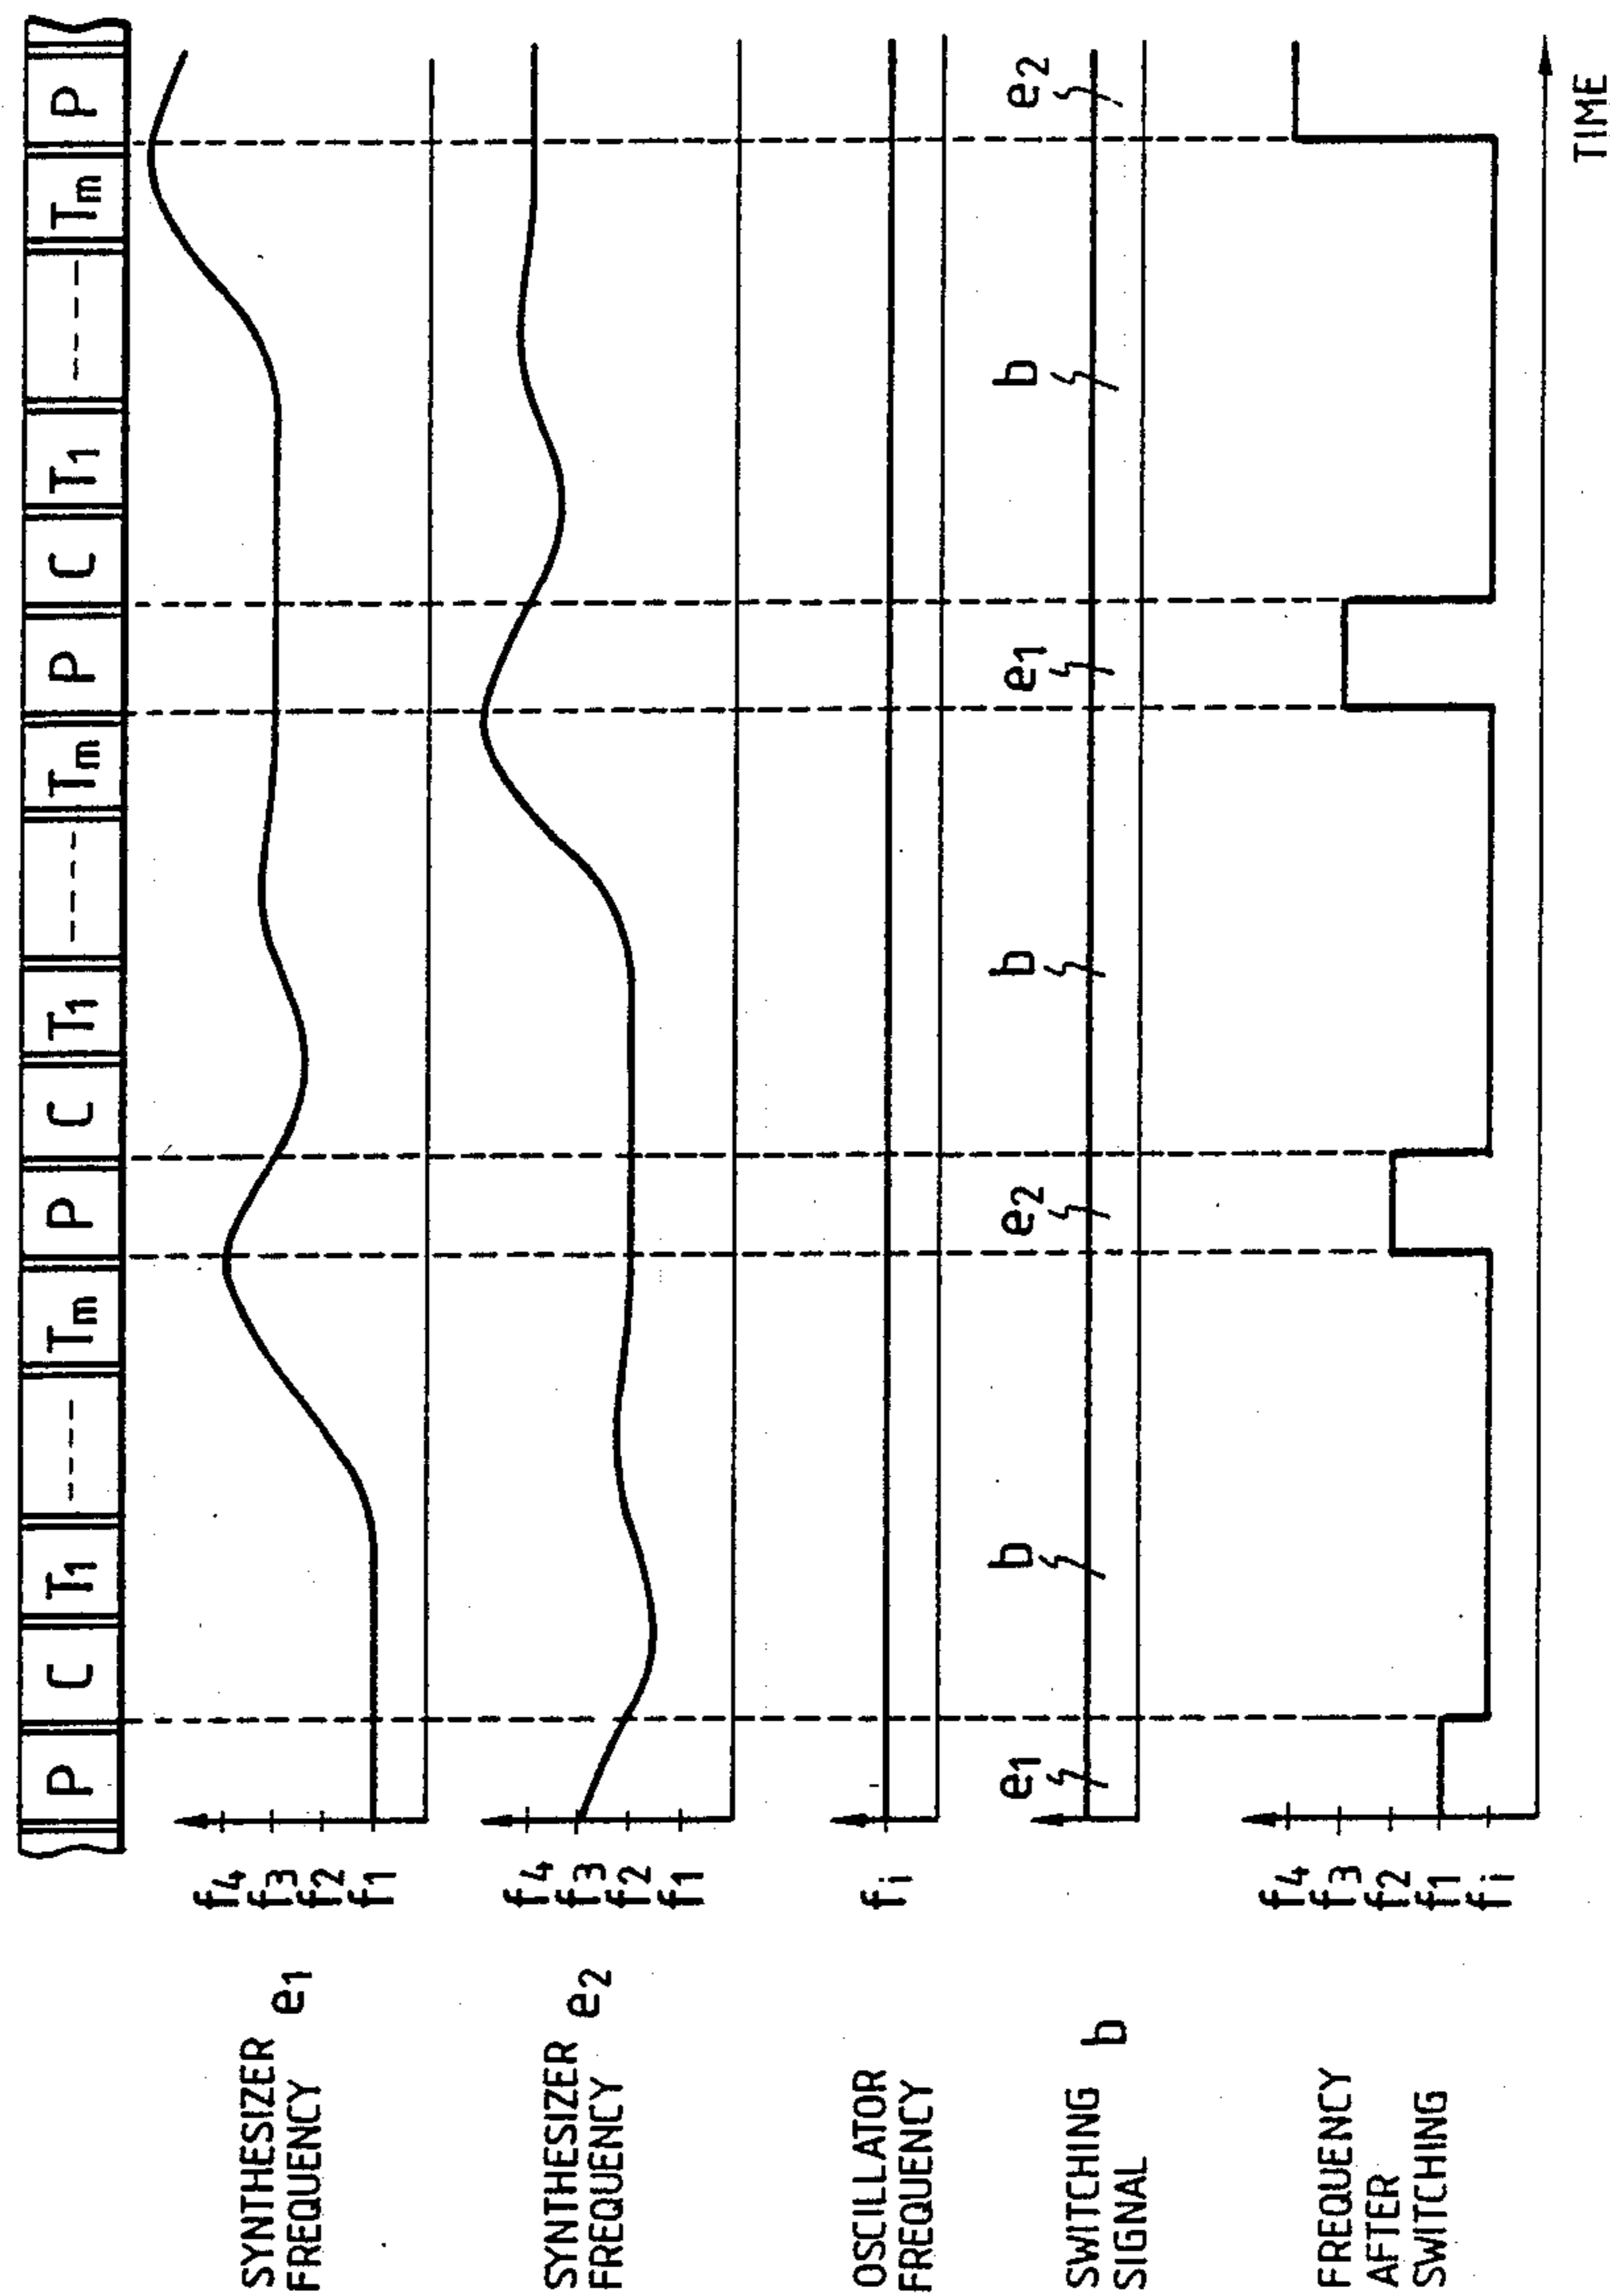 P C T1 ---- Tm P C T1 ---- Tm P C T1 ---- Tm P
SYNTHESIZER
FREQUENCY e1
f4
f3
f2
f1
SYNTHESIZER
FREQUENCY e2
f4
f3
f2
f1
OSCILLATOR
FREQUENCY
fi
SWITCHING
SIGNAL b
e1 b e2 b e1 b e2
FREQUENCY
AFTER
SWITCHING
f4
f3
f2
f1
fi
TIME